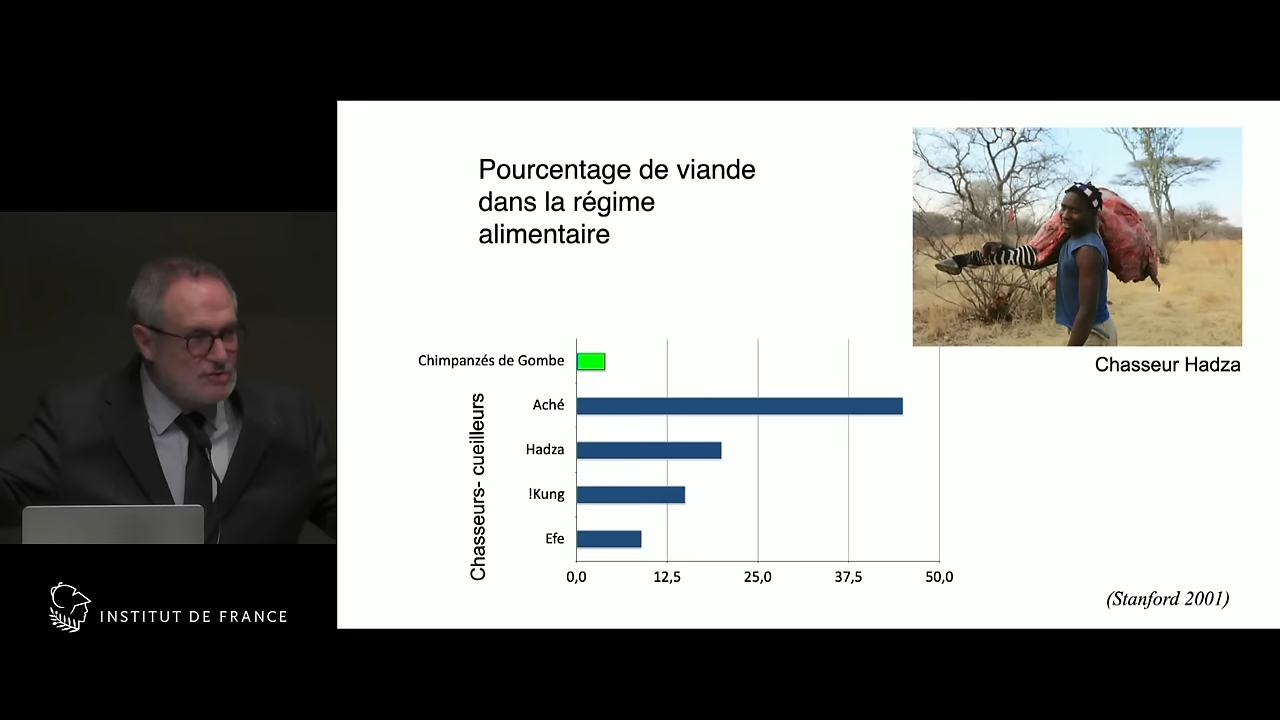 Pourcentage de viande
dans la régime
alimentaire
Chasseur Hadza
Chasseurs- cueilleurs
Chimpanzés de Gombe
Aché
Hadza
!Kung
Efe
0,0 12,5 25,0 37,5 50,0
(Stanford 2001)
INSTITUT DE FRANCE